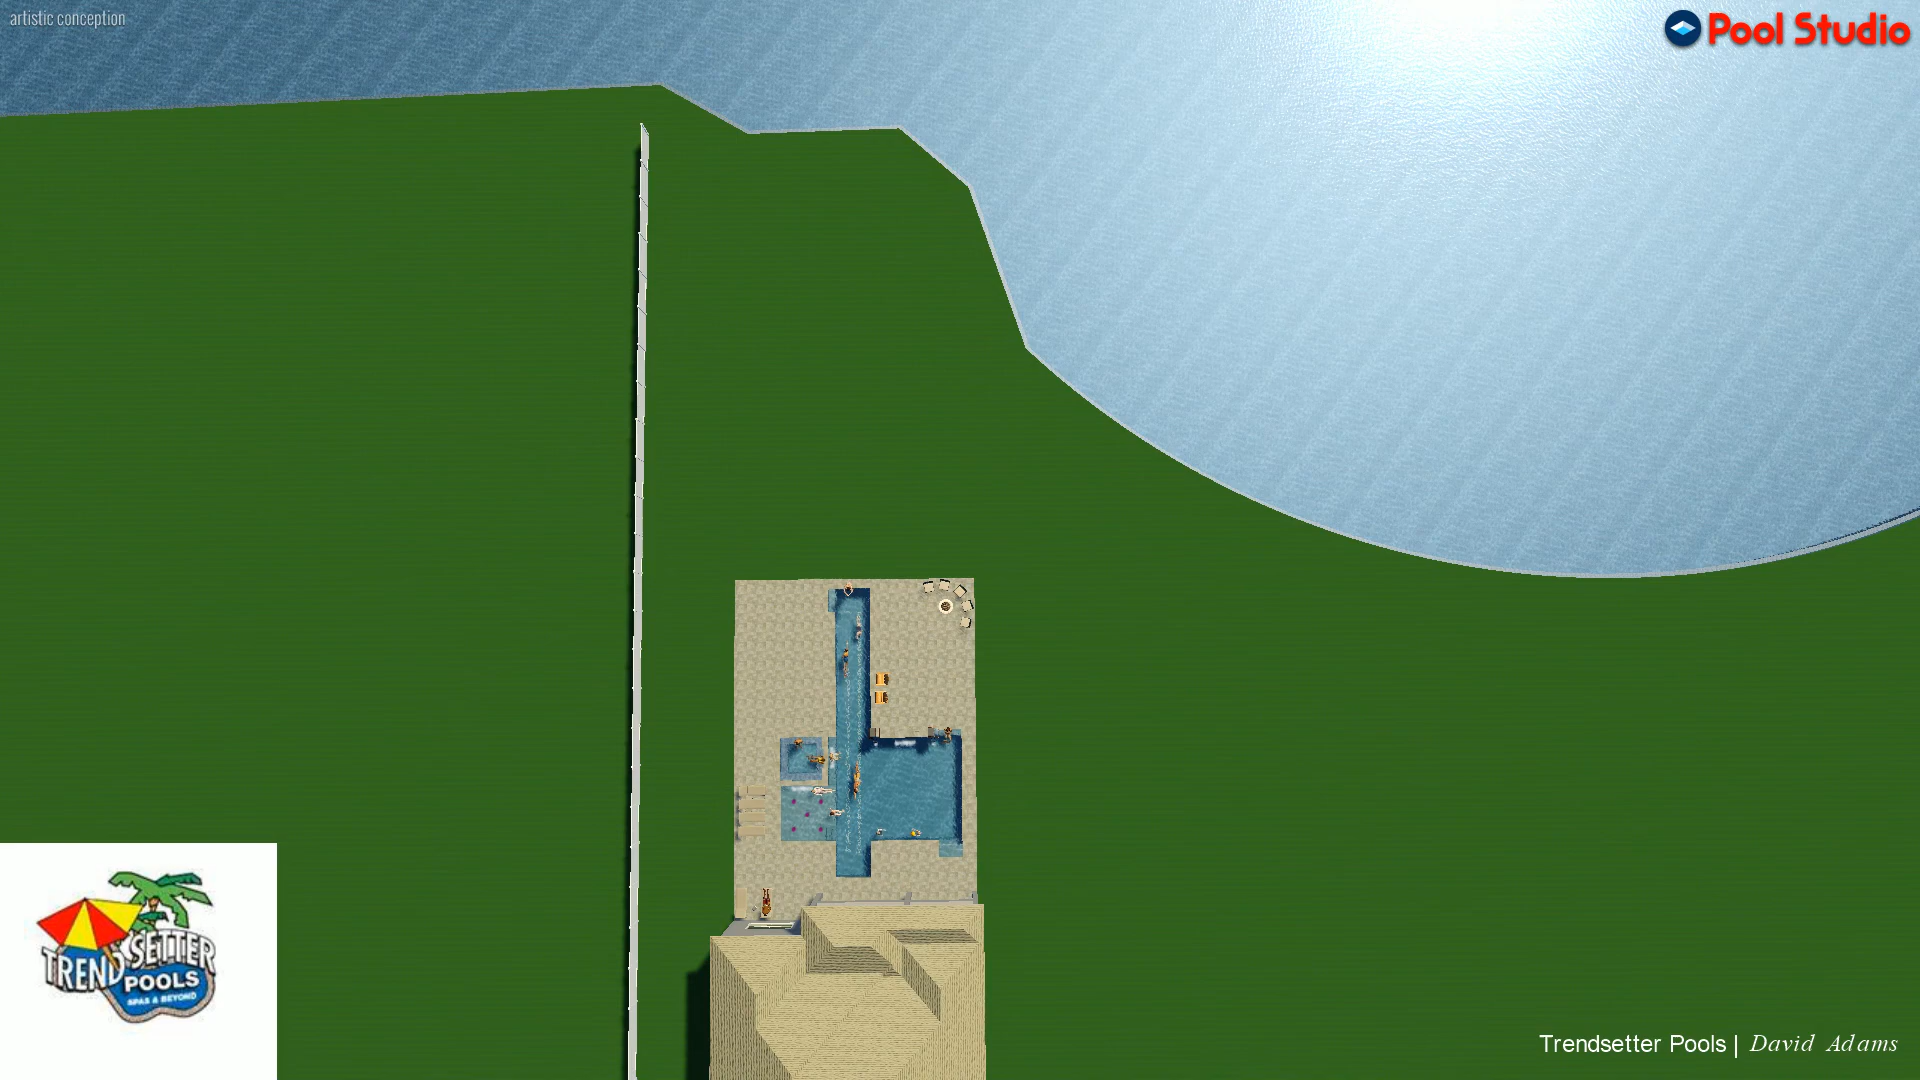 artistic conception
Pool Studio
TRENDSETTER
POOLS
SPAS & BEYOND
Trendsetter Pools | David Adams